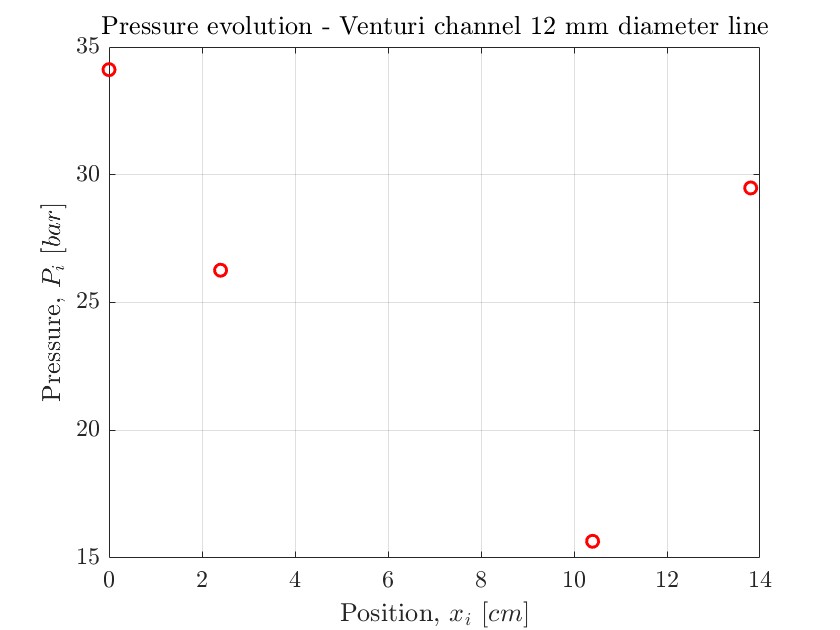 Pressure evolution - Venturi channel 12 mm diameter line
35
30
25
20
15
Pressure, P_i [bar]
0 2 4 6 8 10 12 14
Position, x_i [cm]